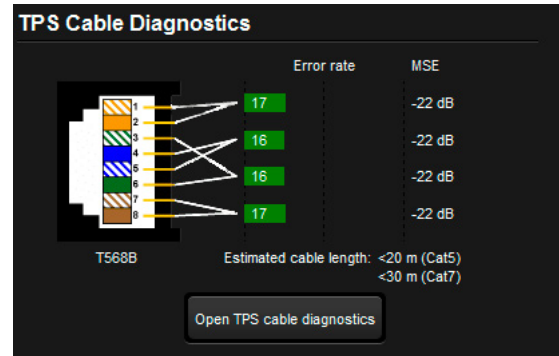 TPS Cable Diagnostics
Error rate MSE
1 17 -22 dB
2
3 16 -22 dB
4
5 16 -22 dB
6
7 17 -22 dB
8
T568B Estimated cable length: <20 m (Cat5)
<30 m (Cat7)
Open TPS cable diagnostics